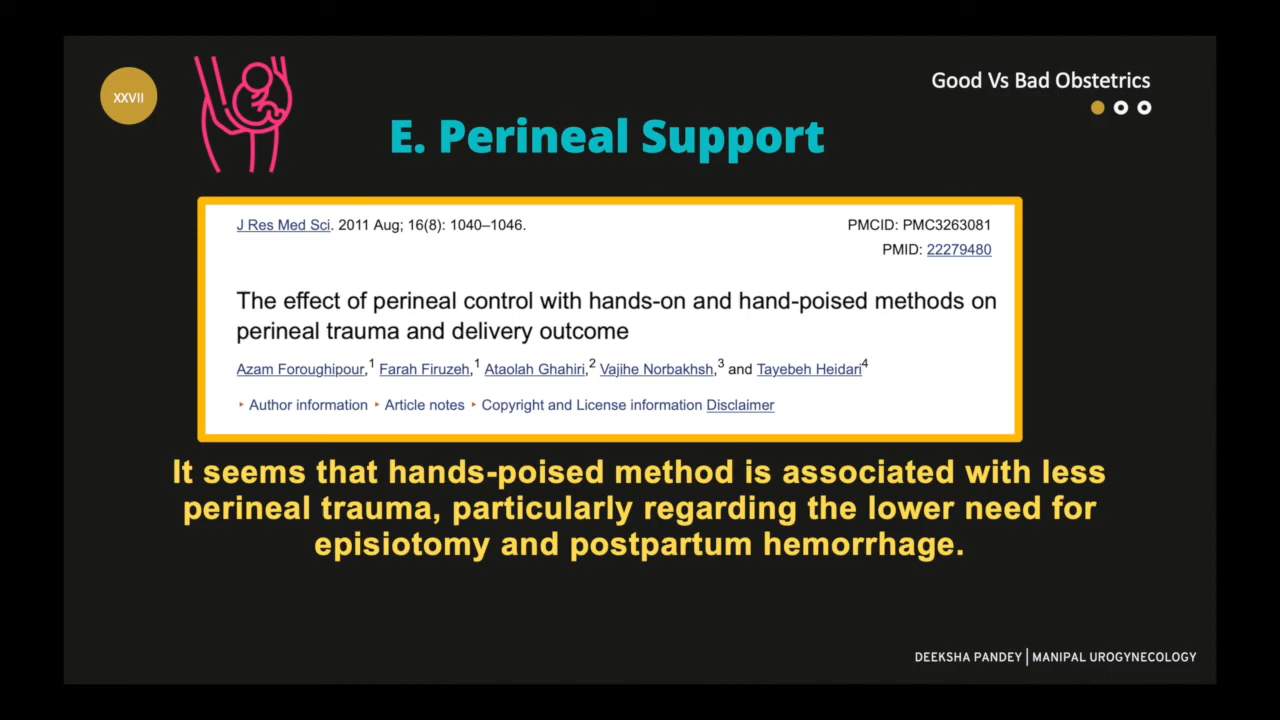 XXVII
Good Vs Bad Obstetrics
E. Perineal Support
J Res Med Sci. 2011 Aug; 16(8): 1040–1046.
PMCID: PMC3263081
PMID: 22279480
The effect of perineal control with hands-on and hand-poised methods on
perineal trauma and delivery outcome
Azam Foroughipour,1 Farah Firuzeh,1 Ataolah Ghahiri,2 Vajihe Norbakhsh,3 and Tayebeh Heidari4
‣ Author information ‣ Article notes ‣ Copyright and License information Disclaimer
It seems that hands-poised method is associated with less
perineal trauma, particularly regarding the lower need for
episiotomy and postpartum hemorrhage.
DEEKSHA PANDEY | MANIPAL UROGYNECOLOGY